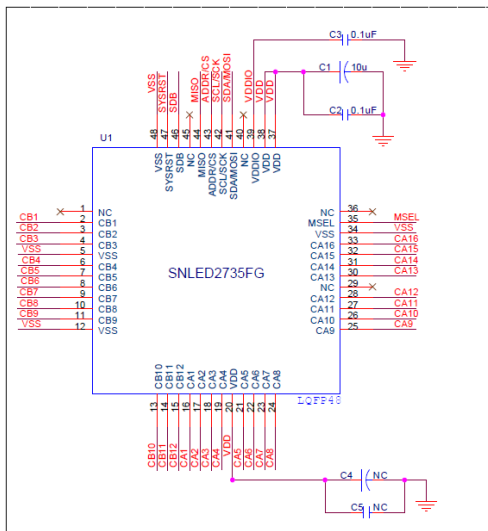 C3 0.1uF
C1 10u
C2 0.1uF
VSS
SYSRST
SDB
MISO
ADDR/CS
SCL/SCK
SDA/MOSI
VDDIO
VDD
VDD
U1
48 47 46 45 44 43 42 41 40 39 38 37
VSS
SYSRST
SDB
NC
MISO
ADDR/CS
SCL/SCK
SDA/MOSI
NC
VDDIO
VDD
VDD
1 NC
CB1 2 CB1
CB2 3 CB2
CB3 4 CB3
VSS 5 VSS
CB4 6 CB4
CB5 7 CB5
CB6 8 CB6
CB7 9 CB7
CB8 10 CB8
CB9 11 CB9
VSS 12 VSS
SNLED2735FG
NC 36
MSEL 35 MSEL
VSS 34 VSS
CA16 33 CA16
CA15 32 CA15
CA14 31 CA14
CA13 30 CA13
NC 29
CA12 28 CA12
CA11 27 CA11
CA10 26 CA10
CA9 25 CA9
CB10
CB11
CB12
CA1
CA2
CA3
CA4
VDD
CA5
CA6
CA7
CA8
LQFP48
13 14 15 16 17 18 19 20 21 22 23 24
CB10
CB11
CB12
CA1
CA2
CA3
CA4
VDD
CA5
CA6
CA7
CA8
C4 NC
C5 NC